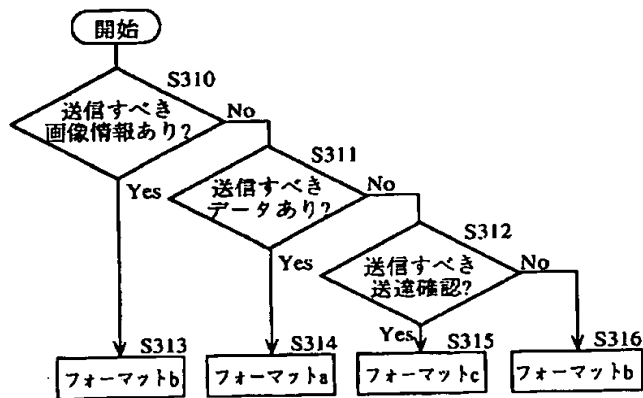 開始
S310
送信すべき
画像情報あり?
No
Yes
S311
送信すべき
データあり?
No
Yes
S312
送信すべき
送達確認?
No
Yes
S313
フォーマットb
S314
フォーマットa
S315
フォーマットc
S316
フォーマットb